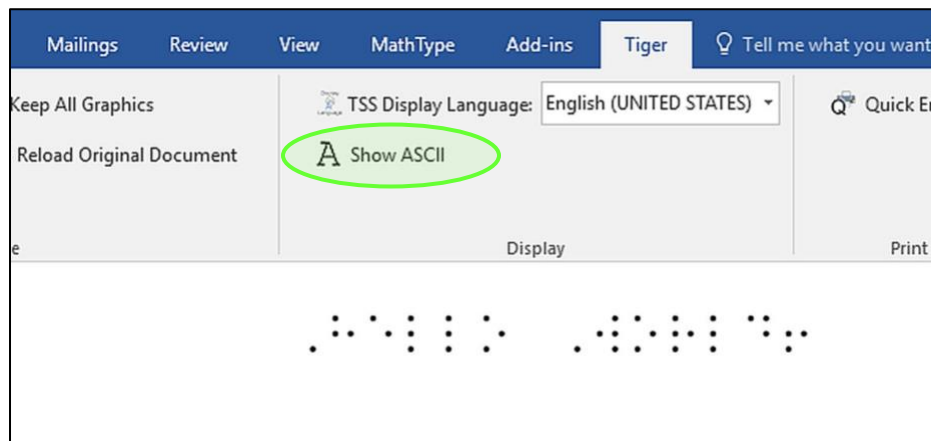 Mailings Review View MathType Add-ins Tiger Tell me what you want
Keep All Graphics TSS Display Language: English (UNITED STATES) Quick
Reload Original Document Show ASCII
Display Print
⠠⠓⠑⠇⠇⠕ ⠠⠺⠕⠗⠇⠙⠖